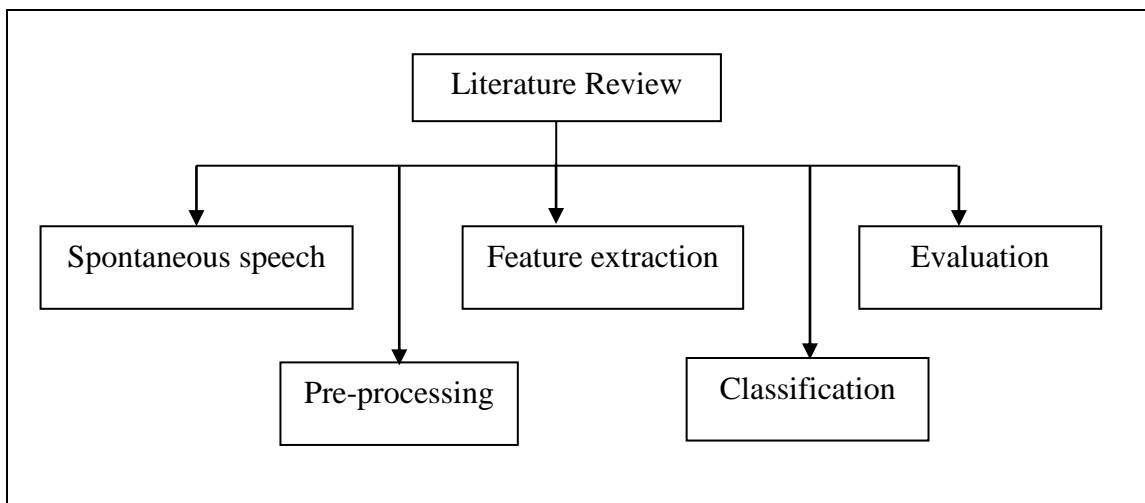 Literature Review
Spontaneous speech
Feature extraction
Evaluation
Pre-processing
Classification